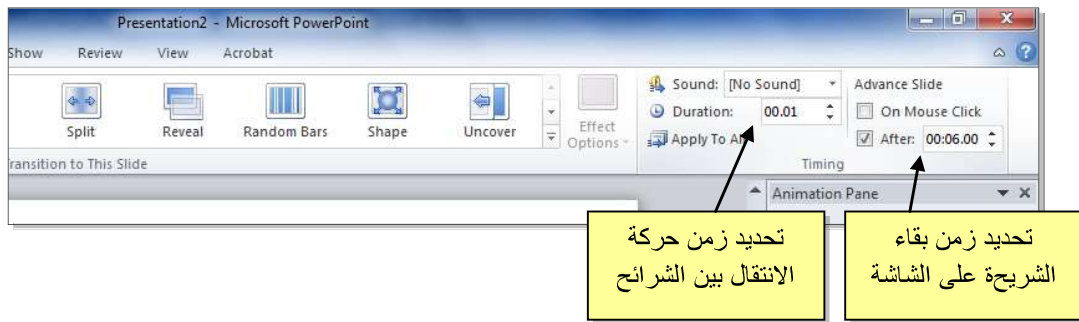 Presentation2 - Microsoft PowerPoint
Show Review View Acrobat
Sound: [No Sound] Advance Slide
Duration: 00.01 On Mouse Click
Split Reveal Random Bars Shape Uncover Effect Options
Apply To All After: 00:06.00
Transition to This Slide Timing
Animation Pane
تحديد زمن حركة
الانتقال بين الشرائح
تحديد زمن بقاء
الشريحة على الشاشة